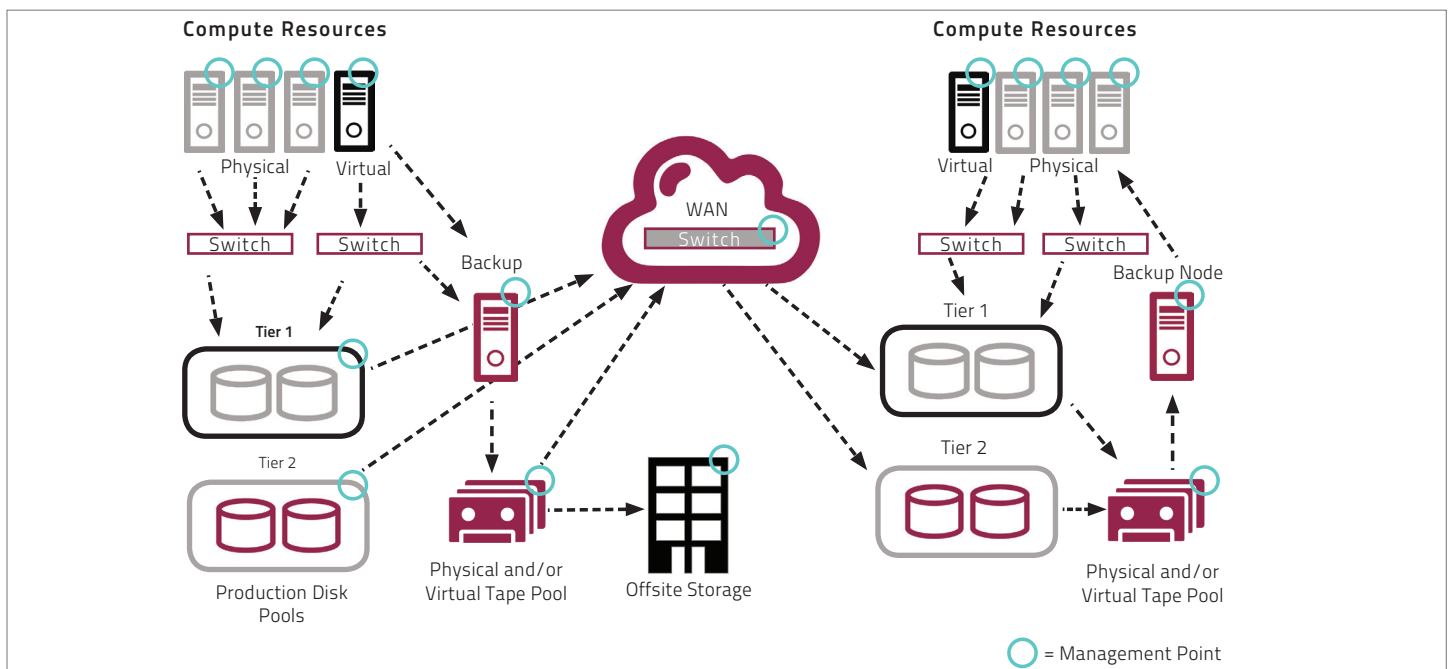 Compute Resources
Physical
Virtual
Switch
Switch
Backup
Tier 1
Tier 2
Production Disk
Pools
Physical and/or
Virtual Tape Pool
Offsite Storage
WAN
Switch
Compute Resources
Virtual
Physical
Switch
Switch
Backup Node
Tier 1
Tier 2
Physical and/or
Virtual Tape Pool
= Management Point